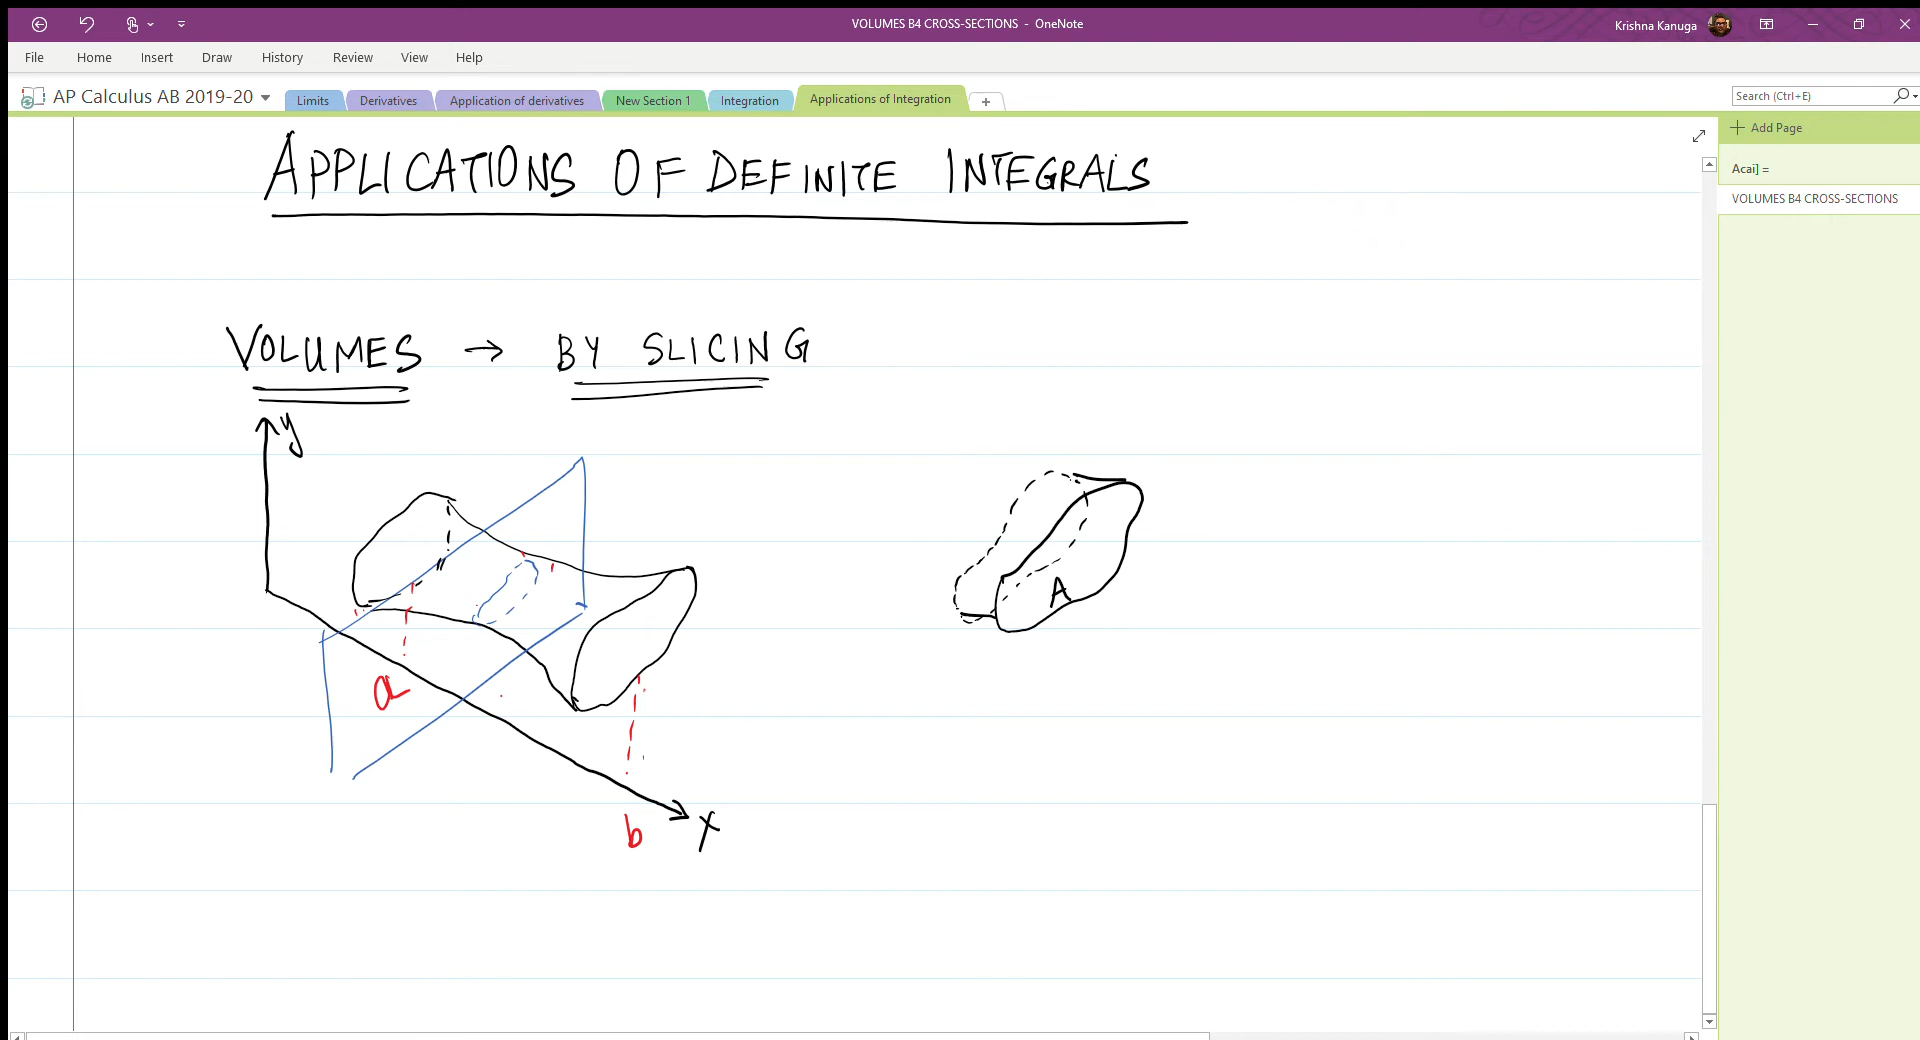 VOLUMES B4 CROSS-SECTIONS - OneNote
Krishna Kanuga
File Home Insert Draw History Review View Help
AP Calculus AB 2019-20
Limits Derivatives Application of derivatives New Section 1 Integration Applications of Integration +
Search (Ctrl+E)
Add Page
Acai] =
VOLUMES B4 CROSS-SECTIONS
APPLICATIONS OF DEFINITE INTEGRALS
VOLUMES → BY SLICING
y
A
a
b
x